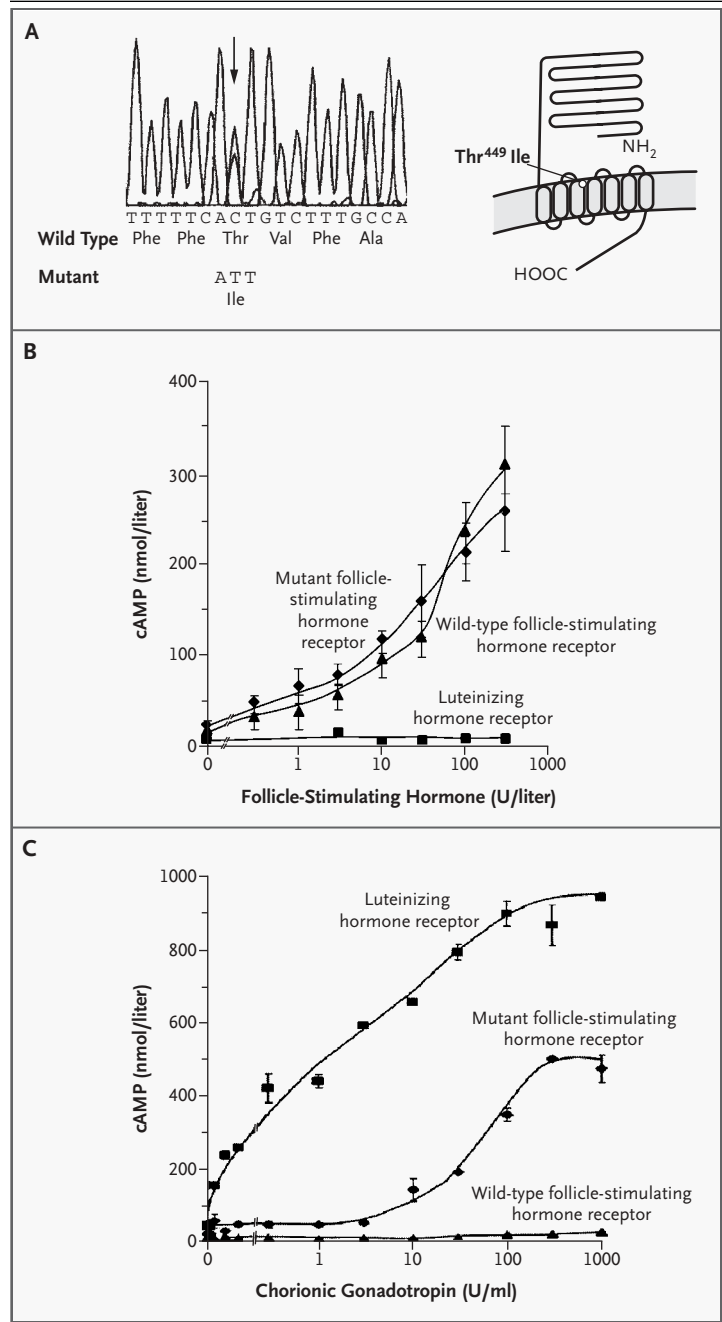 A
TTTTTCACTGTCTTTGCCA
Wild Type Phe Phe Thr Val Phe Ala
Mutant ATT
Ile
Thr449 Ile
NH2
HOOC
B
400
300
200
100
0
cAMP (nmol/liter)
Mutant follicle-
stimulating
hormone
receptor
Wild-type follicle-stimulating
hormone receptor
Luteinizing
hormone receptor
0 1 10 100 1000
Follicle-Stimulating Hormone (U/liter)
C
1000
800
600
400
200
0
cAMP (nmol/liter)
Luteinizing
hormone receptor
Mutant follicle-stimulating
hormone receptor
Wild-type follicle-stimulating
hormone receptor
0 1 10 100 1000
Chorionic Gonadotropin (U/ml)